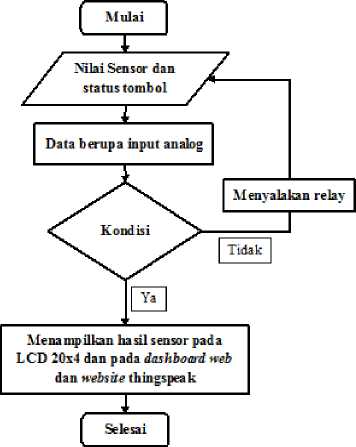 Mulai
Nilai Sensor dan
status tombol
Data berupa input analog
Menyalakan relay
Kondisi
Tidak
Ya
Menampilkan hasil sensor pada
LCD 20x4 dan pada dashboard web
dan website thingspeak
Selesai